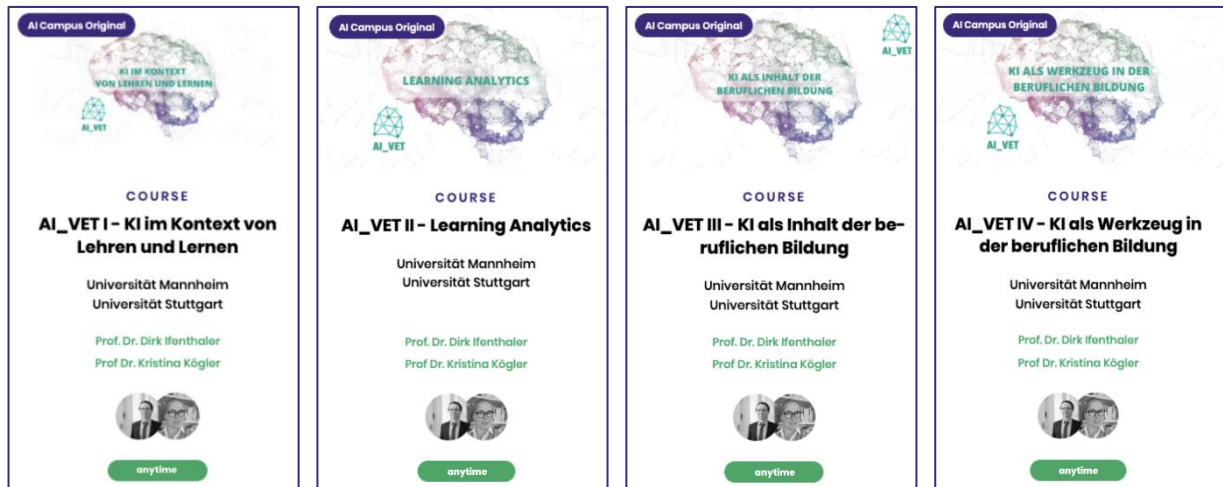 AI Campus Original
KI IM KONTEXT
VON LEHREN UND LERNEN
AI_VET
COURSE
AI_VET I - KI im Kontext von
Lehren und Lernen
Universität Mannheim
Universität Stuttgart
Prof. Dr. Dirk Ifenthaler
Prof Dr. Kristina Kögler
anytime
AI Campus Original
LEARNING ANALYTICS
AI_VET
COURSE
AI_VET II - Learning Analytics
Universität Mannheim
Universität Stuttgart
Prof. Dr. Dirk Ifenthaler
Prof Dr. Kristina Kögler
anytime
AI Campus Original
AI_VET
KI ALS INHALT DER
BERUFLICHEN BILDUNG
COURSE
AI_VET III - KI als Inhalt der be-
ruflichen Bildung
Universität Mannheim
Universität Stuttgart
Prof. Dr. Dirk Ifenthaler
Prof Dr. Kristina Kögler
anytime
AI Campus Original
KI ALS WERKZEUG IN DER
BERUFLICHEN BILDUNG
AI_VET
COURSE
AI_VET IV - KI als Werkzeug in
der beruflichen Bildung
Universität Mannheim
Universität Stuttgart
Prof. Dr. Dirk Ifenthaler
Prof Dr. Kristina Kögler
anytime